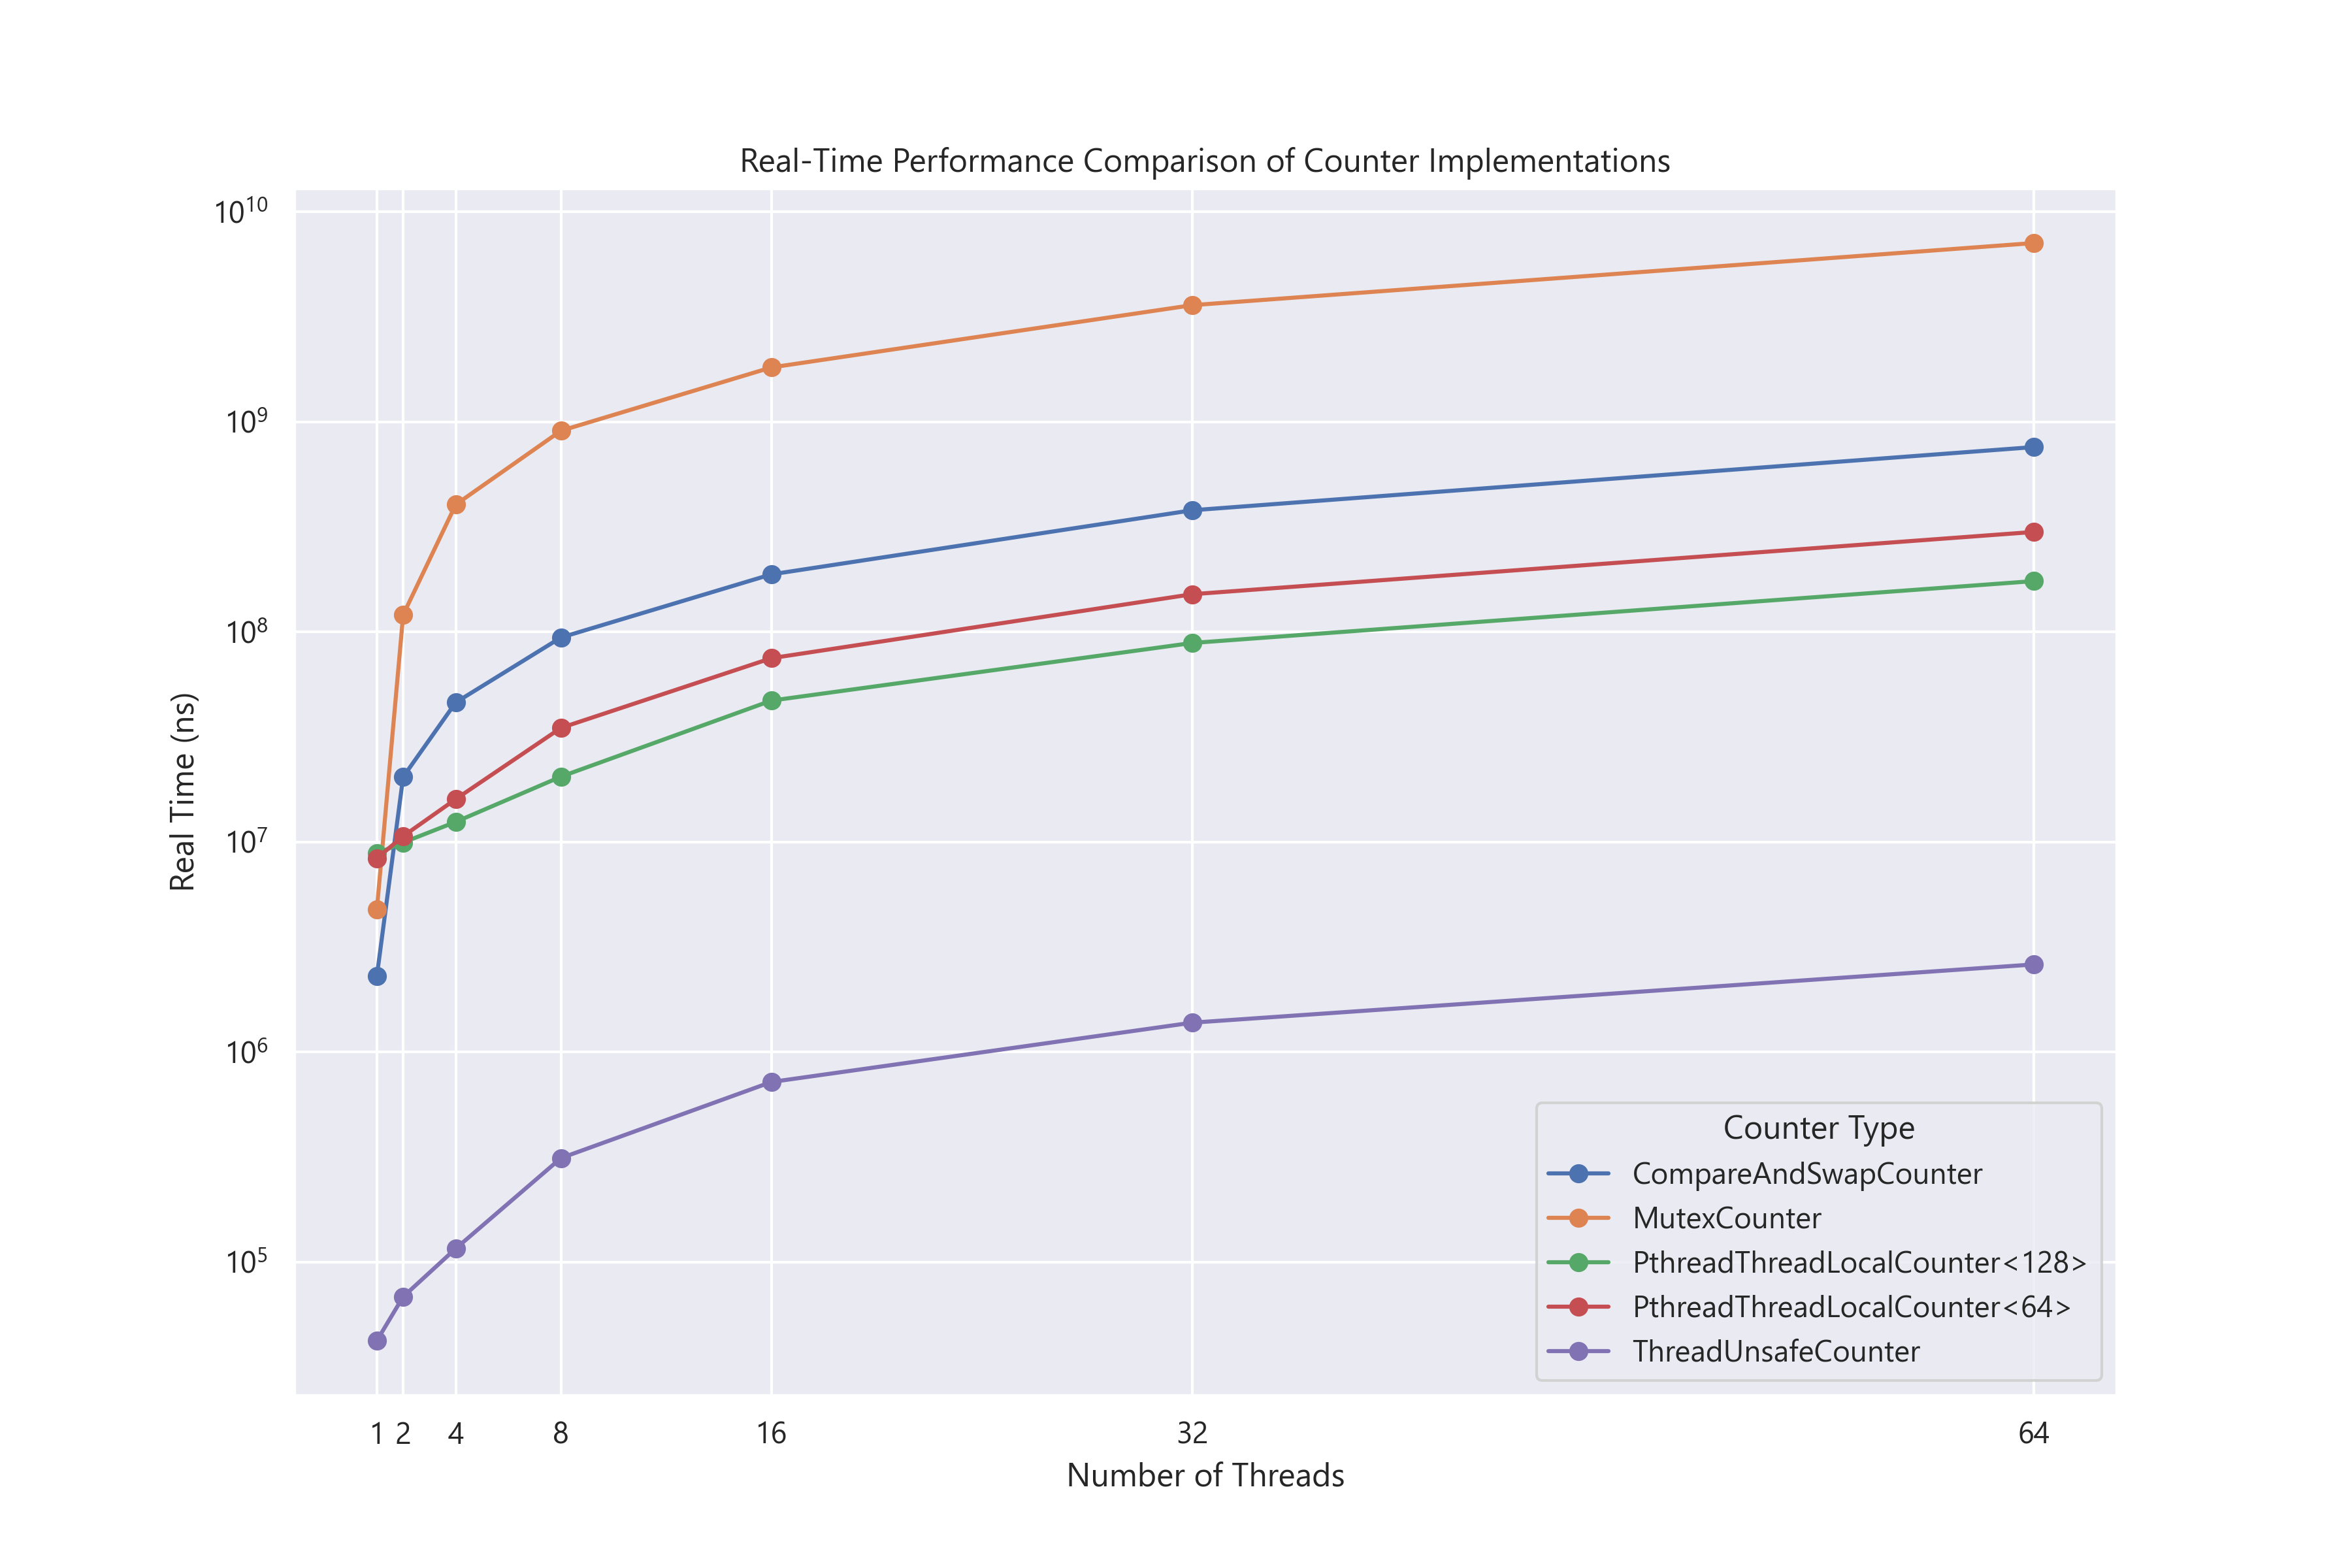 Real-Time Performance Comparison of Counter Implementations
10^10
10^9
10^8
10^7
10^6
10^5
Real Time (ns)
Counter Type
CompareAndSwapCounter
MutexCounter
PthreadThreadLocalCounter<128>
PthreadThreadLocalCounter<64>
ThreadUnsafeCounter
1 2 4 8 16 32 64
Number of Threads